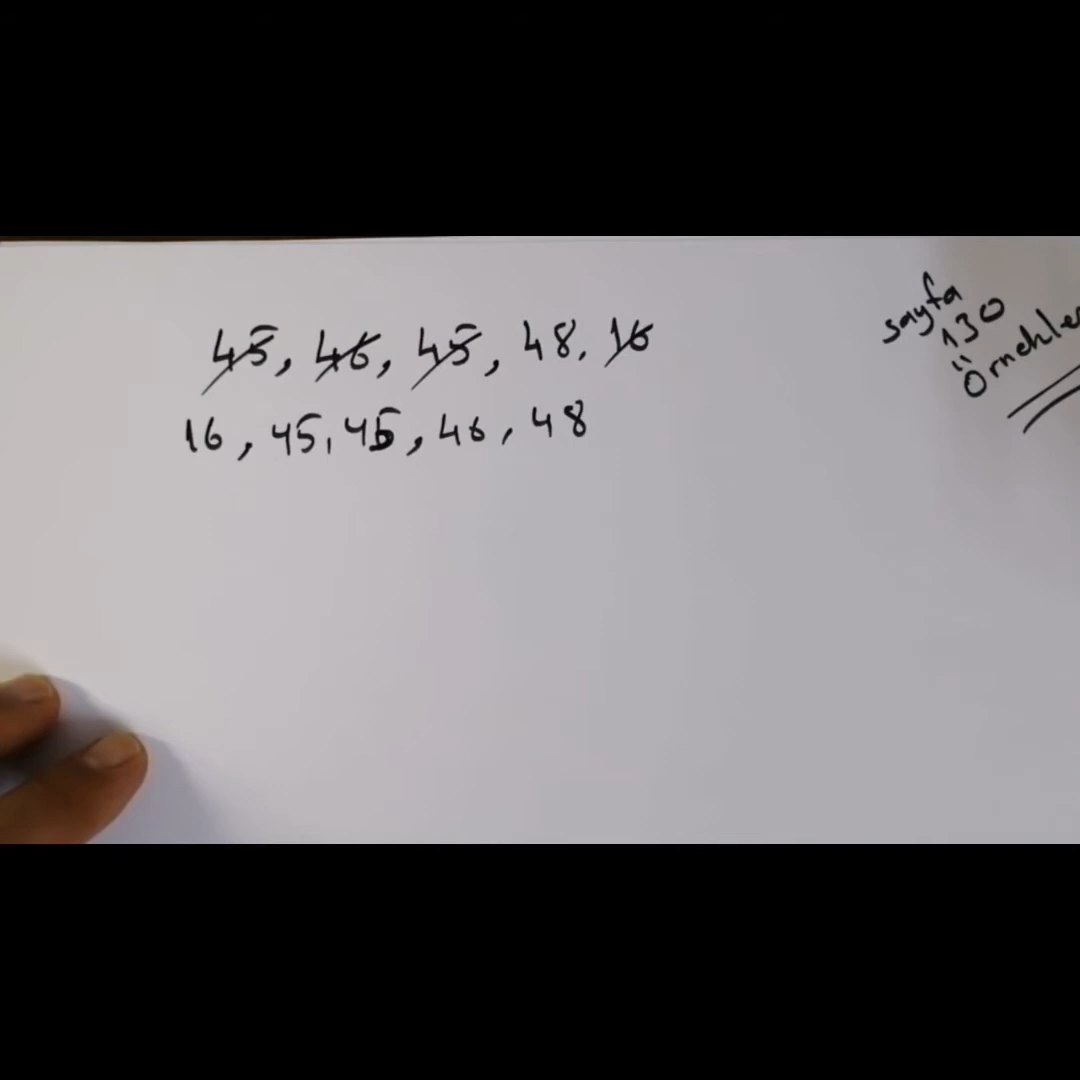 45, 46, 45, 48, 16
16, 45, 45, 46, 48
sayfa
130
Örnekler